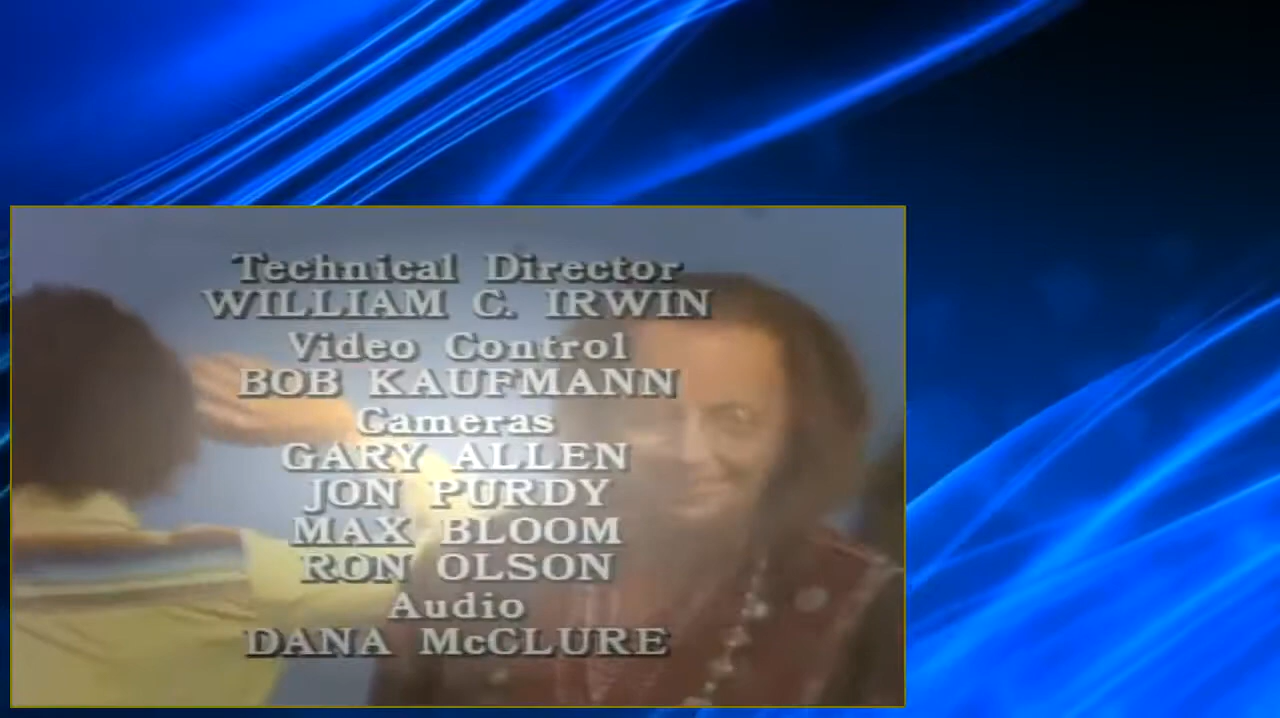 Technical Director
WILLIAM C. IRWIN
Video Control
BOB KAUFMANN
Cameras
GARY ALLEN
JON PURDY
MAX BLOOM
RON OLSON
Audio
DANA McCLURE